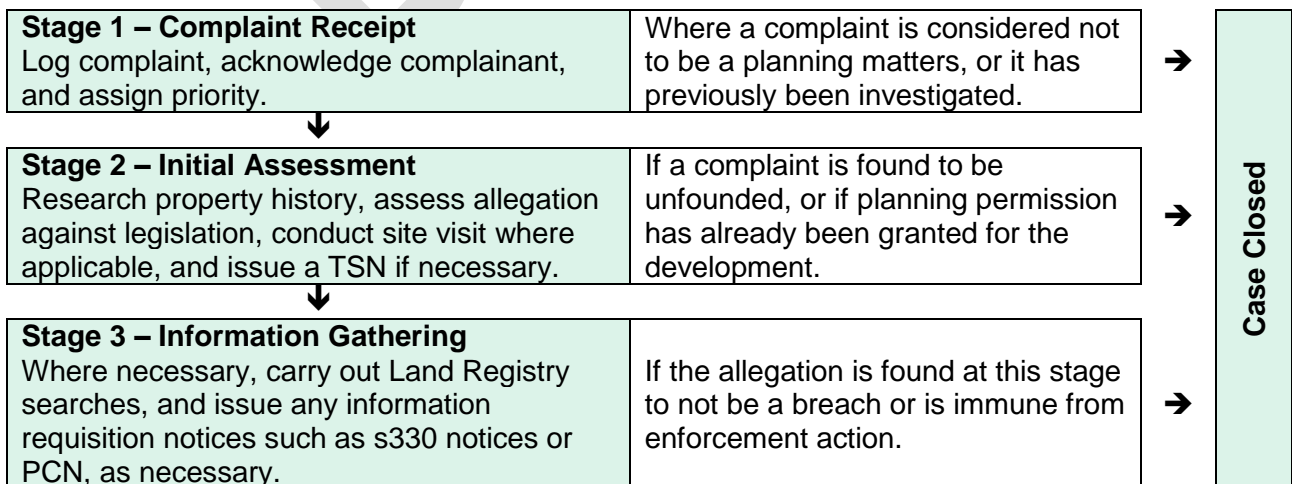 Stage 1 – Complaint Receipt
Log complaint, acknowledge complainant,
and assign priority.
Where a complaint is considered not
to be a planning matters, or it has
previously been investigated.
➔
🡫
Stage 2 – Initial Assessment
Research property history, assess allegation
against legislation, conduct site visit where
applicable, and issue a TSN if necessary.
If a complaint is found to be
unfounded, or if planning permission
has already been granted for the
development.
➔
🡫
Stage 3 – Information Gathering
Where necessary, carry out Land Registry
searches, and issue any information
requisition notices such as s330 notices or
PCN, as necessary.
If the allegation is found at this stage
to not be a breach or is immune from
enforcement action.
➔
Case Closed